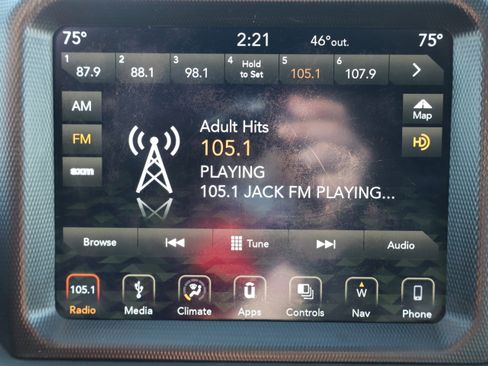 75° 2:21 46°out. 75°
1 87.9 2 88.1 3 98.1 4 Hold to Set 5 105.1 6 107.9
AM
Map
FM
HD
sxm
Adult Hits
105.1
PLAYING
105.1 JACK FM PLAYING...
Browse Tune Audio
105.1 W
Radio Media Climate Apps Controls Nav Phone